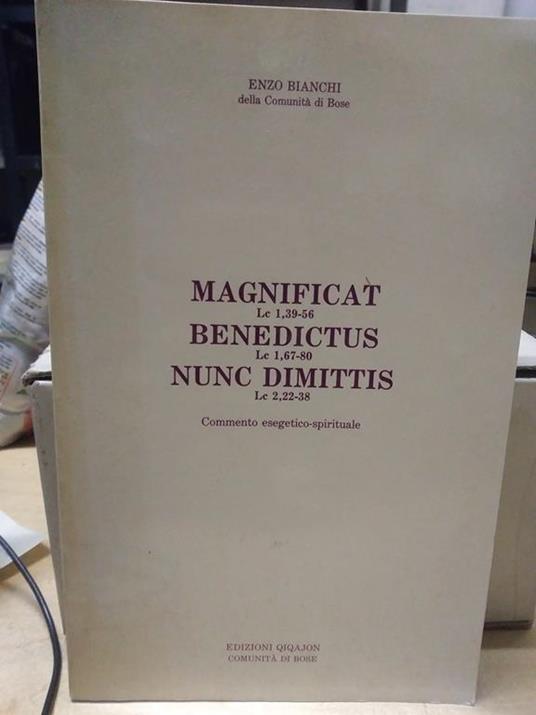 ENZO BIANCHI
della Comunità di Bose
MAGNIFICAT
Lc 1,39-56
BENEDICTUS
Lc 1,67-80
NUNC DIMITTIS
Lc 2,22-38
Commento esegetico-spirituale
EDIZIONI QIQAJON
COMUNITÀ DI BOSE